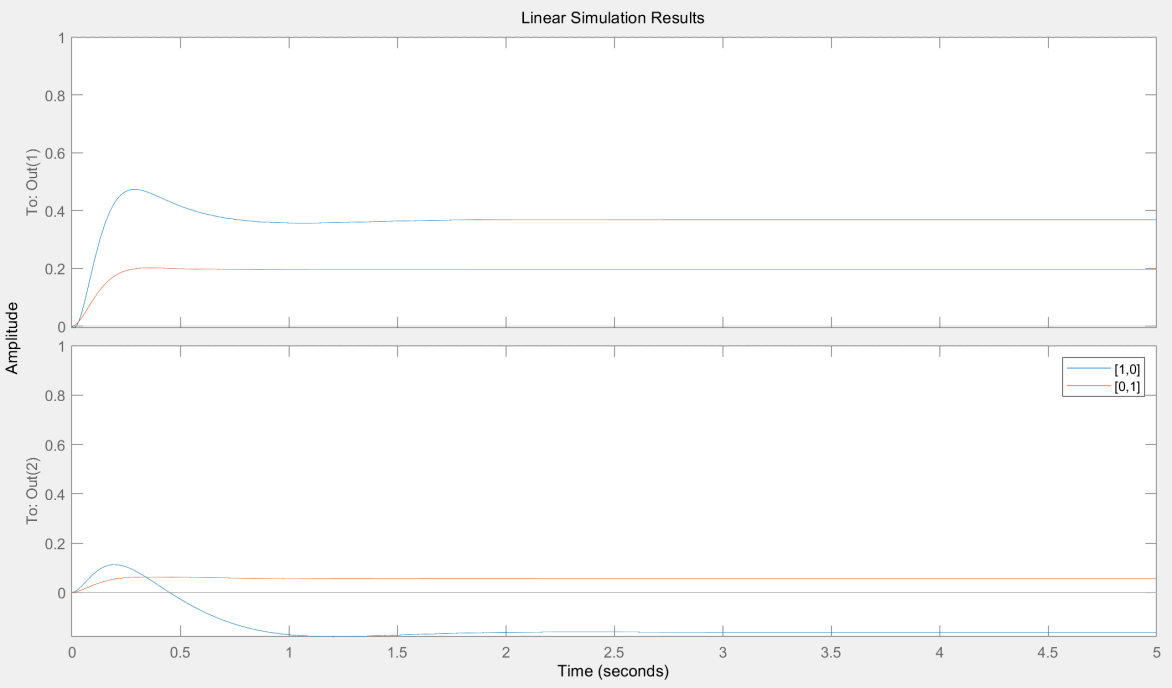 Linear Simulation Results
Amplitude
To: Out(1)
1
0.8
0.6
0.4
0.2
0
To: Out(2)
1
0.8
0.6
0.4
0.2
0
[1,0]
[0,1]
0 0.5 1 1.5 2 2.5 3 3.5 4 4.5 5
Time (seconds)